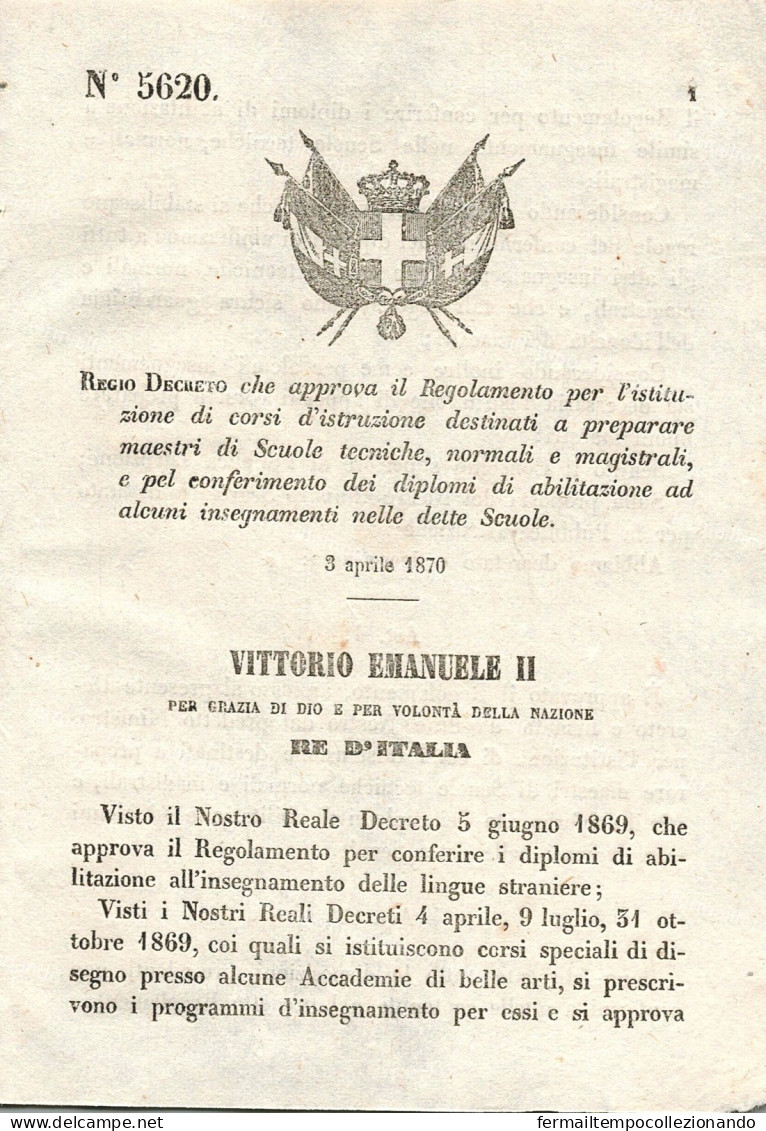 N° 5620.
1
REGIO DECRETO che approva il Regolamento per l'istitu-
zione di corsi d'istruzione destinati a preparare
maestri di Scuole tecniche, normali e magistrali,
e pel conferimento dei diplomi di abilitazione ad
alcuni insegnamenti nelle dette Scuole.
3 aprile 1870
VITTORIO EMANUELE II
PER GRAZIA DI DIO E PER VOLONTÀ DELLA NAZIONE
RE D'ITALIA
Visto il Nostro Reale Decreto 5 giugno 1869, che
approva il Regolamento per conferire i diplomi di abi-
litazione all'insegnamento delle lingue straniere;
Visti i Nostri Reali Decreti 4 aprile, 9 luglio, 31 ot-
tobre 1869, coi quali si istituiscono corsi speciali di di-
segno presso alcune Accademie di belle arti, si prescri-
vono i programmi d'insegnamento per essi e si approva
fermailtempocollezionando